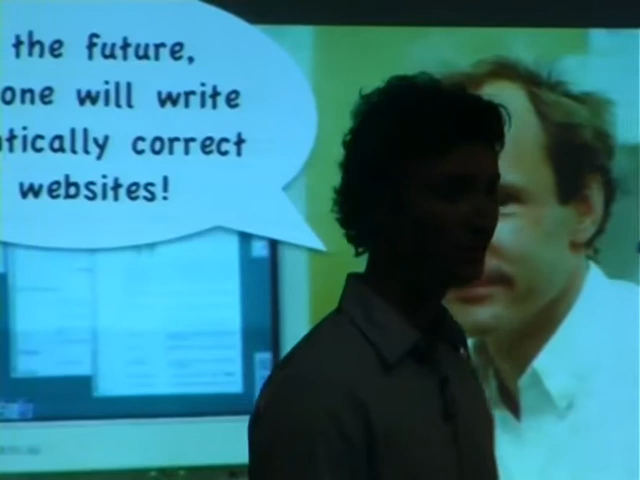 the future,
one will write
tically correct
websites!